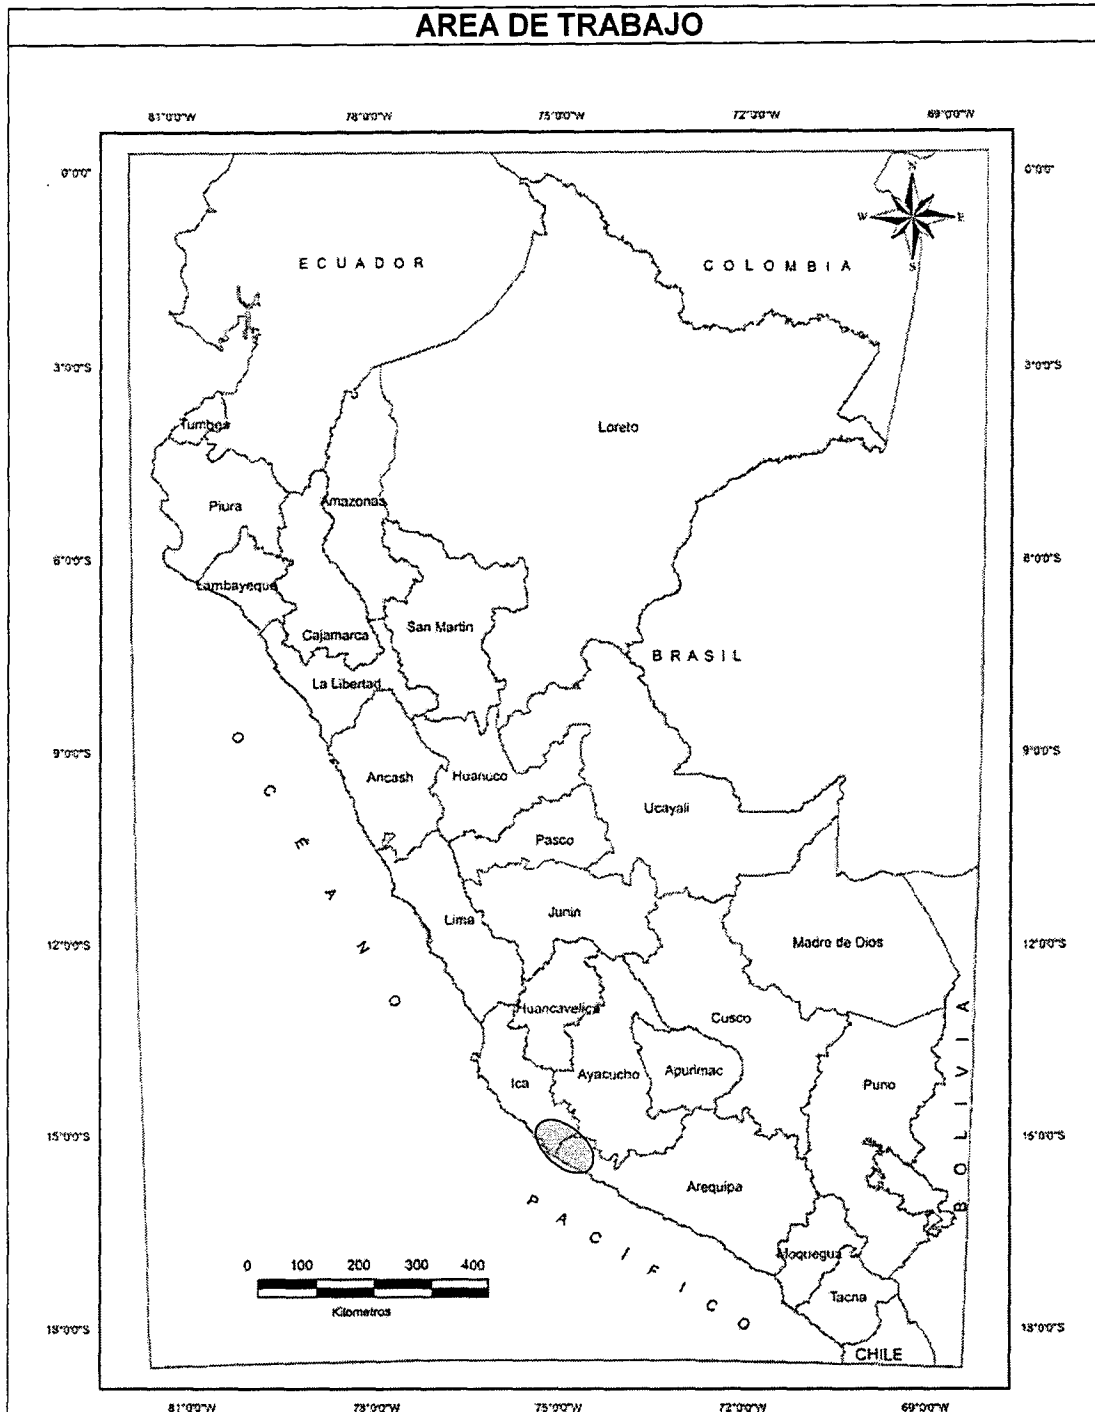 AREA DE TRABAJO
81°0'0"W 78°0'0"W 75°0'0"W 72°0'0"W 69°0'0"W
0°0'0" 0°0'0"
N
W E
S
ECUADOR COLOMBIA
3°0'0"S 3°0'0"S
Tumbes
Loreto
Piura
Amazonas
6°0'0"S 6°0'0"S
Lambayeque
Cajamarca
San Martin
BRASIL
La Libertad
9°0'0"S 9°0'0"S
Ancash
Huanuco
Ucayali
Pasco
Lima
Junin
12°0'0"S 12°0'0"S
Madre de Dios
OCEANO
Huancavelica
Cusco
Ica
Ayacucho
Apurimac
Puno
BOLIVIA
15°0'0"S 15°0'0"S
Arequipa
PACIFICO
Moquegua
Tacna
0 100 200 300 400
Kilometros
18°0'0"S 18°0'0"S
CHILE
81°0'0"W 78°0'0"W 75°0'0"W 72°0'0"W 69°0'0"W